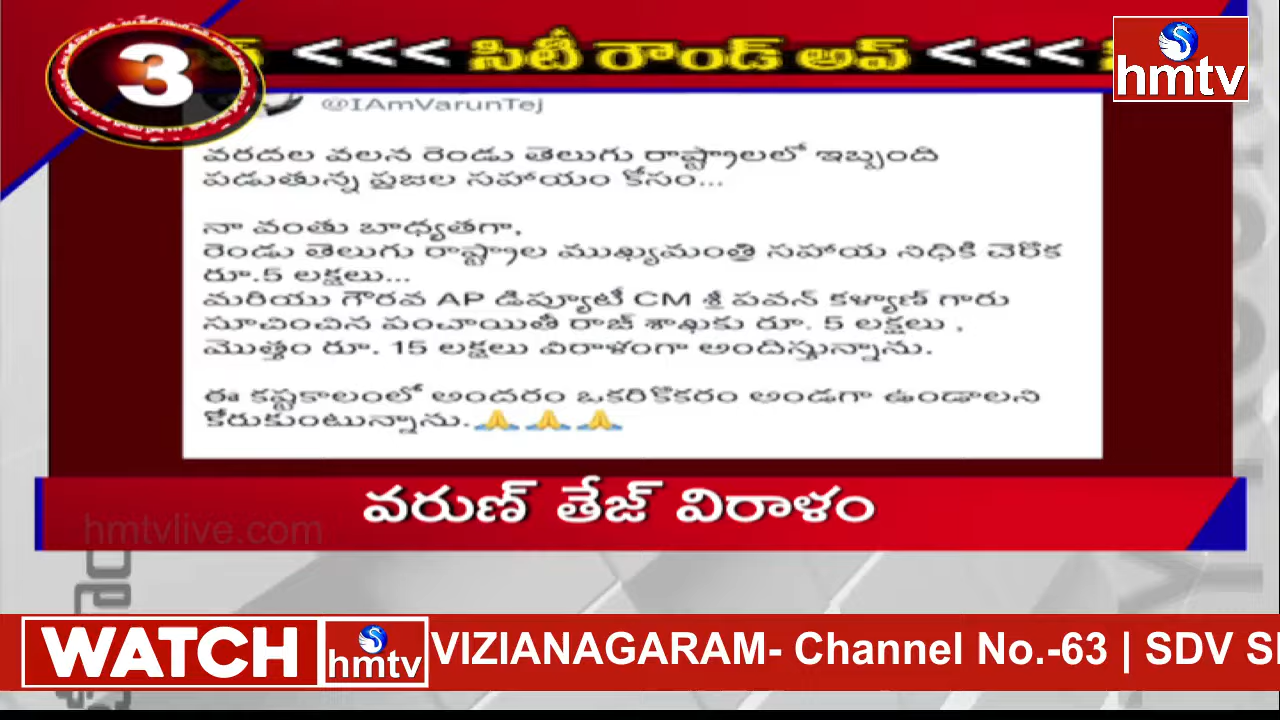 3
<<< సిటీ రౌండ్ అప్ <<<
hmtv
@IAmVarunTej
వరదల వలన రెండు తెలుగు రాష్ట్రాలలో ఇబ్బంది
పడుతున్న ప్రజల సహాయం కోసం...
నా వంతు బాధ్యతగా,
రెండు తెలుగు రాష్ట్రాల ముఖ్యమంత్రి సహాయ నిధికి చెరొక
రూ.5 లక్షలు...
మరియు గౌరవ AP డిప్యూటీ CM శ్రీ పవన్ కళ్యాణ్ గారు
సూచించిన పంచాయితీ రాజ్ శాఖకు రూ. 5 లక్షలు ,
మొత్తం రూ. 15 లక్షలు విరాళంగా అందిస్తున్నాను.
ఈ కష్టకాలంలో అందరం ఒకరికొకరం అండగా ఉండాలని
కోరుకుంటున్నాను.🙏🙏🙏
వరుణ్ తేజ్ విరాళం
hmtvlive.com
WATCH hmtv VIZIANAGARAM- Channel No.-63 | SDV